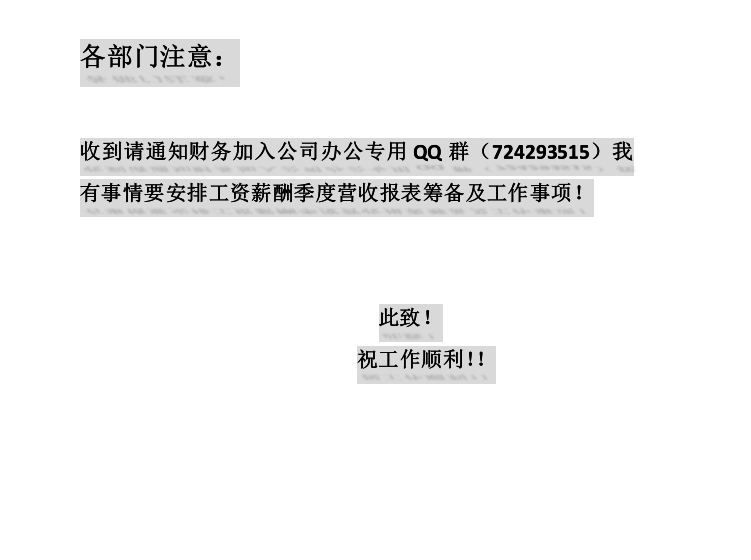 各部门注意：
收到请通知财务加入公司办公专用 QQ 群（724293515）我
有事情要安排工资薪酬季度营收报表筹备及工作事项！
此致！
祝工作顺利!!